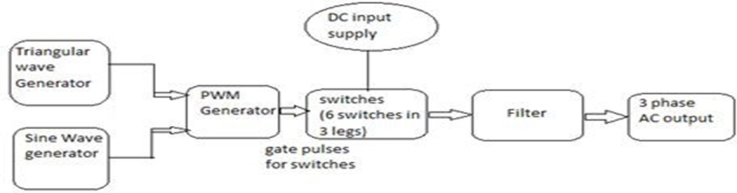 DC input
supply
Triangular
wave
Generator
PWM
Generator
switches
(6 switches in
3 legs)
Filter
3 phase
AC output
Sine Wave
generator
gate pulses
for switches